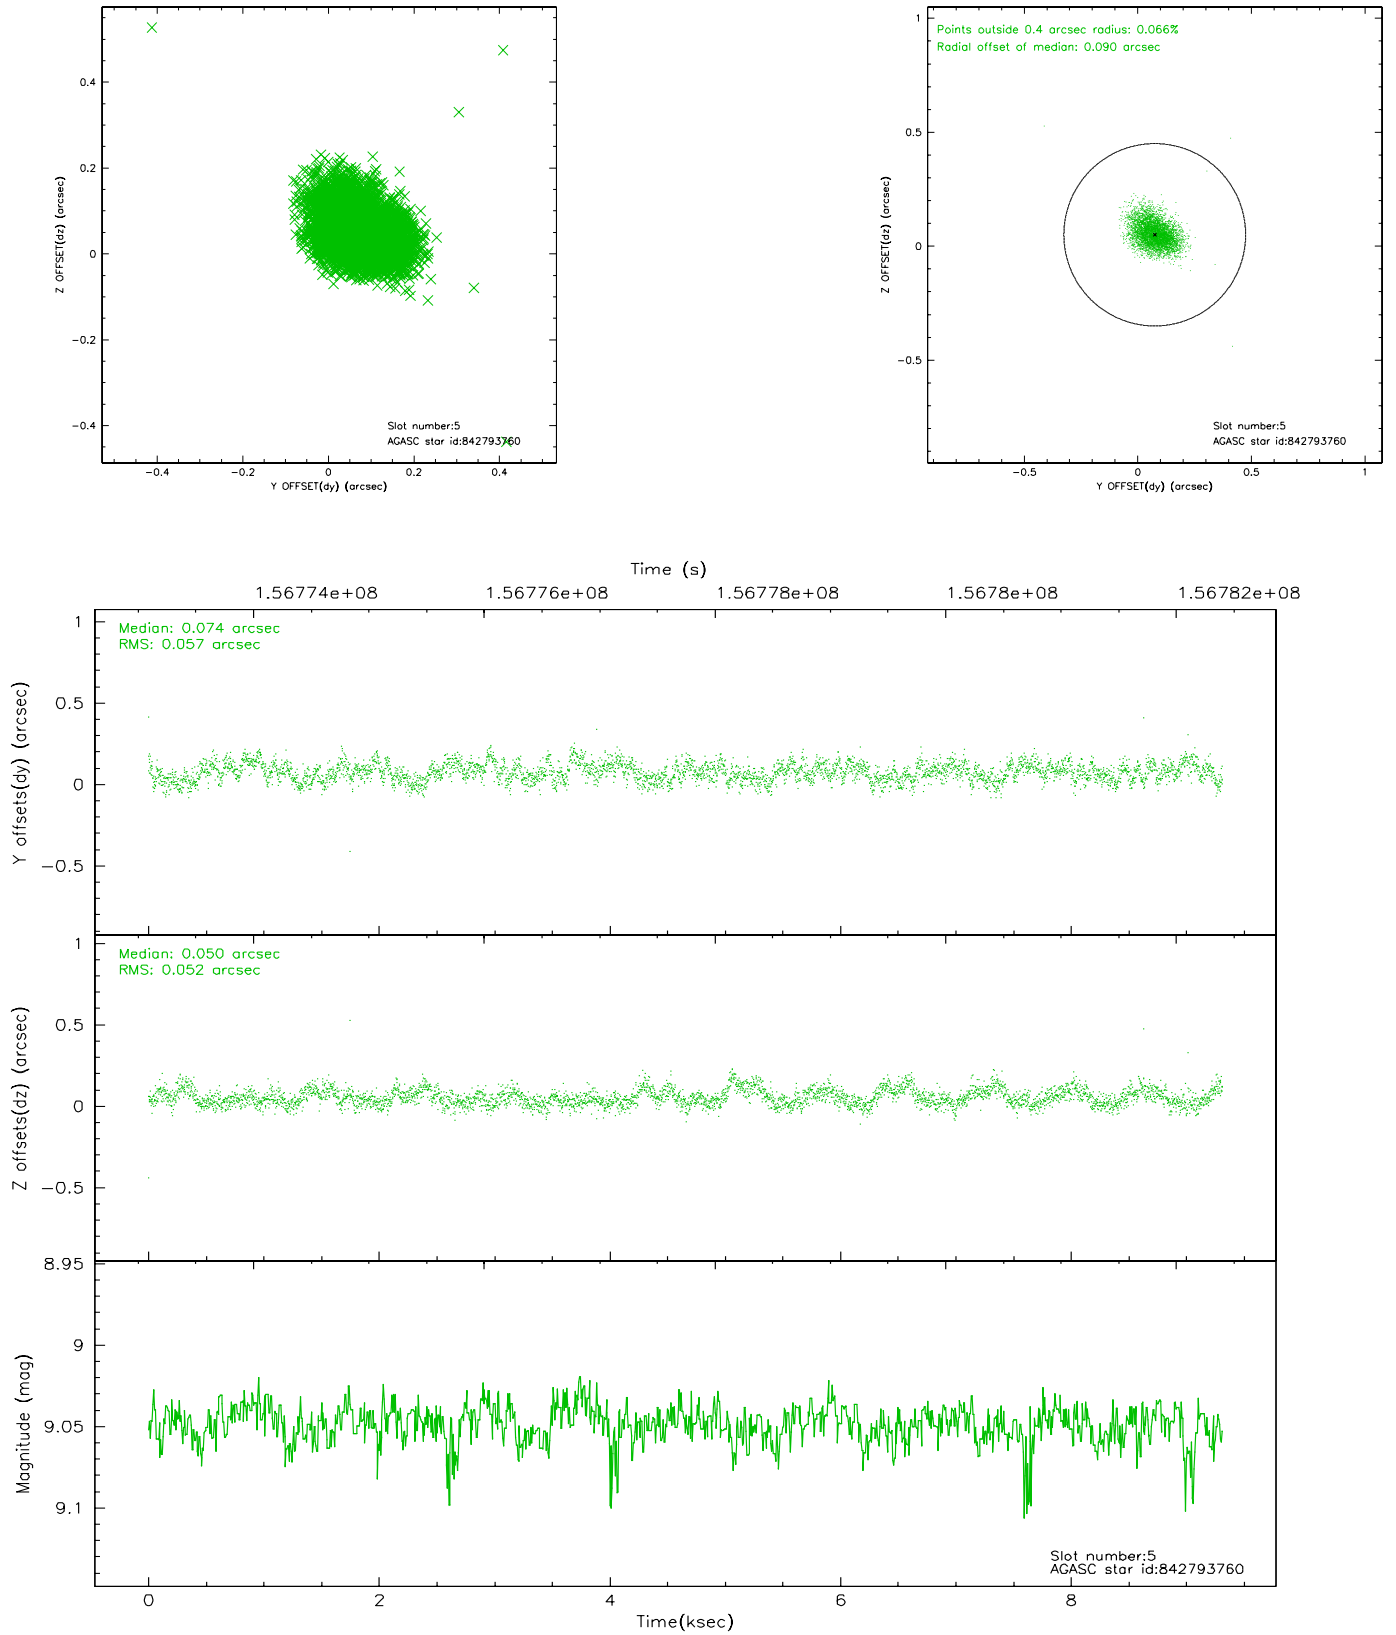 0.4
0.2
0
−0.2
−0.4
Z OFFSET(dz) (arcsec)
Slot number:5
AGASC star id:842793760
−0.4 −0.2 0 0.2 0.4
Y OFFSET(dy) (arcsec)
Points outside 0.4 arcsec radius: 0.066%
Radial offset of median: 0.090 arcsec
1
0.5
0
−0.5
Z OFFSET(dz) (arcsec)
Slot number:5
AGASC star id:842793760
−0.5 0 0.5 1
Y OFFSET(dy) (arcsec)
Time (s)
1.56774e+08 1.56776e+08 1.56778e+08 1.5678e+08 1.56782e+08
Median: 0.074 arcsec
RMS: 0.057 arcsec
1
0.5
0
−0.5
Y offsets(dy) (arcsec)
Median: 0.050 arcsec
RMS: 0.052 arcsec
1
0.5
0
−0.5
Z offsets(dz) (arcsec)
8.95
9
9.05
9.1
Magnitude (mag)
Slot number:5
AGASC star id:842793760
0 2 4 6 8
Time(ksec)